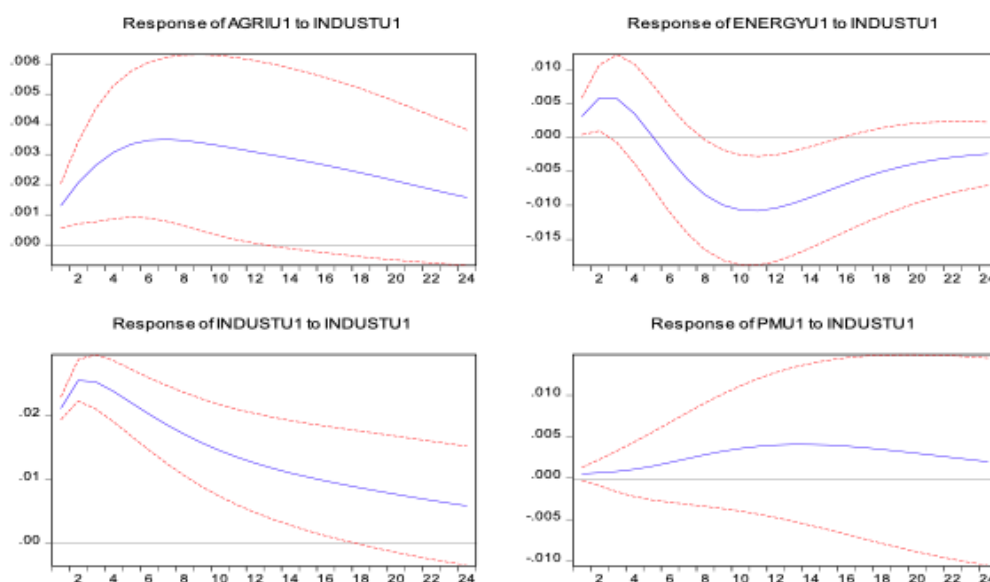 Response of AGRIU1 to INDUSTU1
.006
.005
.004
.003
.002
.001
.000
2 4 6 8 10 12 14 16 18 20 22 24
Response of ENERGYU1 to INDUSTU1
.010
.005
.000
-.005
-.010
-.015
2 4 6 8 10 12 14 16 18 20 22 24
Response of INDUSTU1 to INDUSTU1
.02
.01
.00
2 4 6 8 10 12 14 16 18 20 22 24
Response of PMU1 to INDUSTU1
.010
.005
.000
-.005
-.010
2 4 6 8 10 12 14 16 18 20 22 24